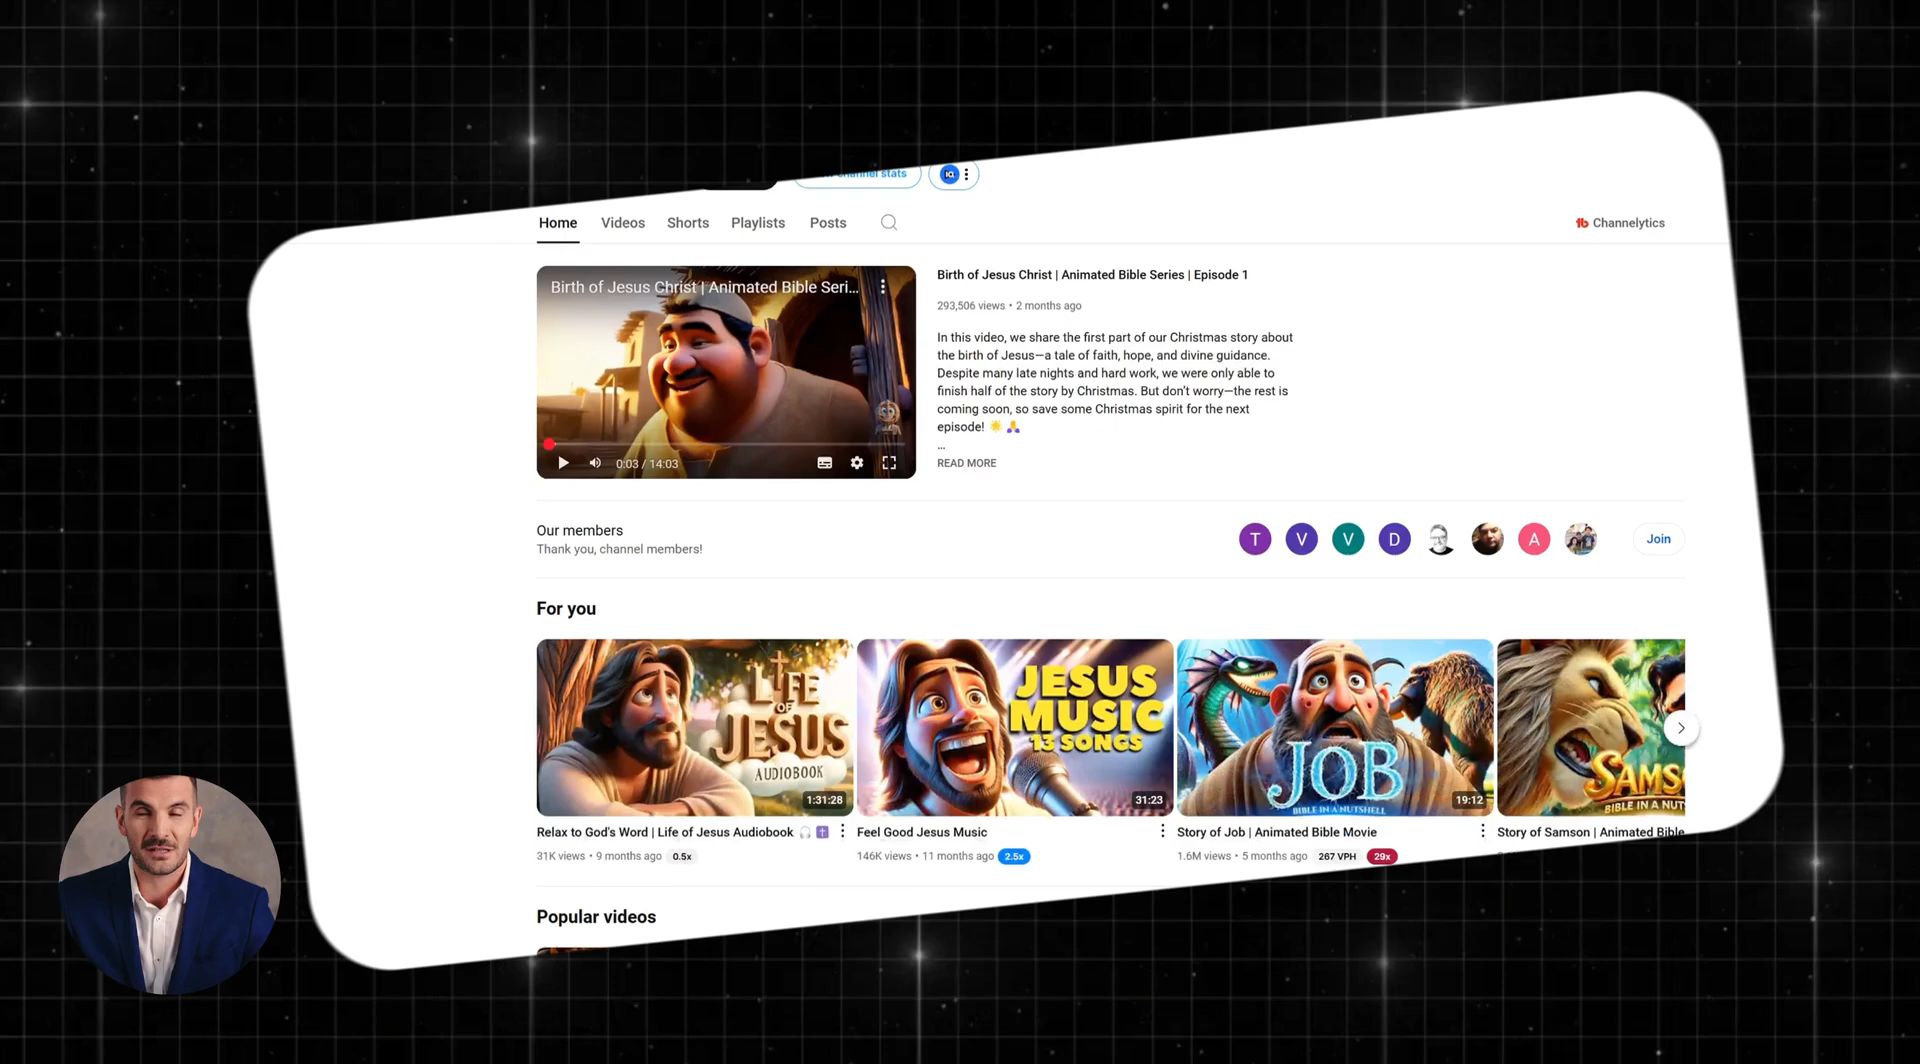 channel stats
Home Videos Shorts Playlists Posts
Channelytics
Birth of Jesus Christ | Animated Bible Seri...
0:03 / 14:03
Birth of Jesus Christ | Animated Bible Series | Episode 1
293,506 views • 2 months ago
In this video, we share the first part of our Christmas story about
the birth of Jesus—a tale of faith, hope, and divine guidance.
Despite many late nights and hard work, we were only able to
finish half of the story by Christmas. But don't worry—the rest is
coming soon, so save some Christmas spirit for the next
episode! 🌟 🙏
...
READ MORE
Our members
Thank you, channel members!
T V V D A
Join
For you
LIFE
OF
JESUS
AUDIOBOOK
1:31:28
JESUS
MUSIC
13 SONGS
31:23
JOB
BIBLE IN A NUTSHELL
19:12
SAMS
BIBLE IN A NUT
Relax to God's Word | Life of Jesus Audiobook 🎧 ✝️
31K views • 9 months ago 0.5x
Feel Good Jesus Music
146K views • 11 months ago 2.5x
Story of Job | Animated Bible Movie
1.6M views • 5 months ago 267 VPH 29x
Story of Samson | Animated Bible
Popular videos